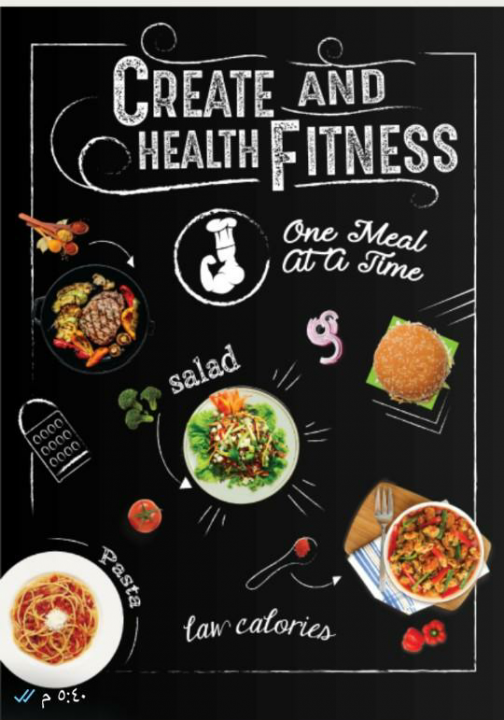 CREATE AND
HEALTH FITNESS
One Meal
At A Time
salad
Pasta
law calories
٥:٤٠ م